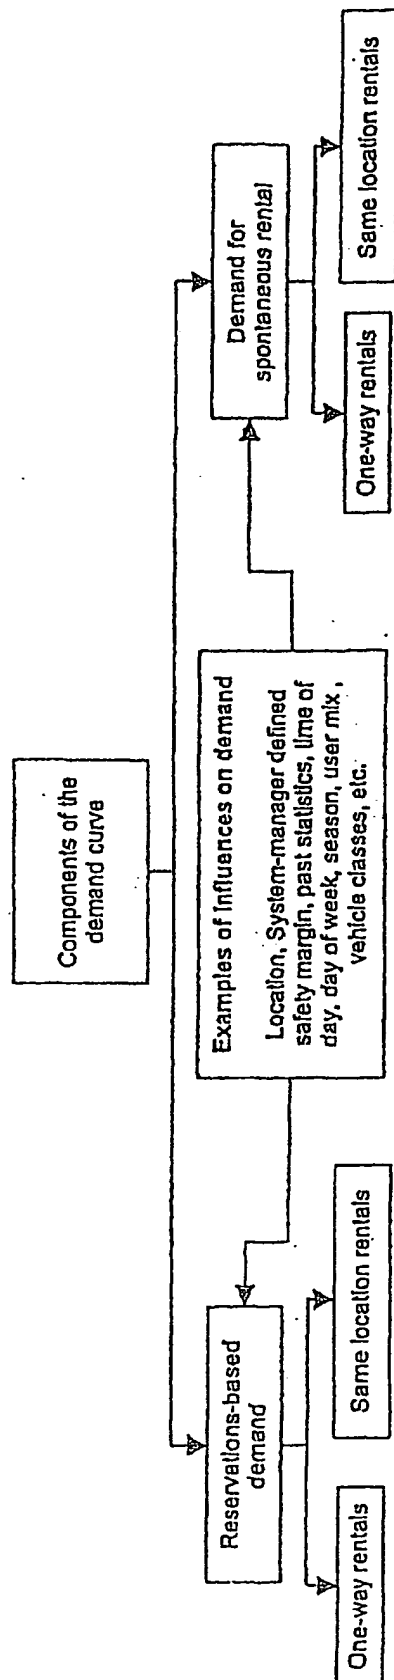 Components of the
demand curve
Reservations-based
demand
Examples of influences on demand
Location, System-manager defined
safety margin, past statistics, time of
day, day of week, season, user mix ,
vehicle classes, etc.
Demand for
spontaneous rental
One-way rentals
Same location rentals
One-way rentals
Same location rentals